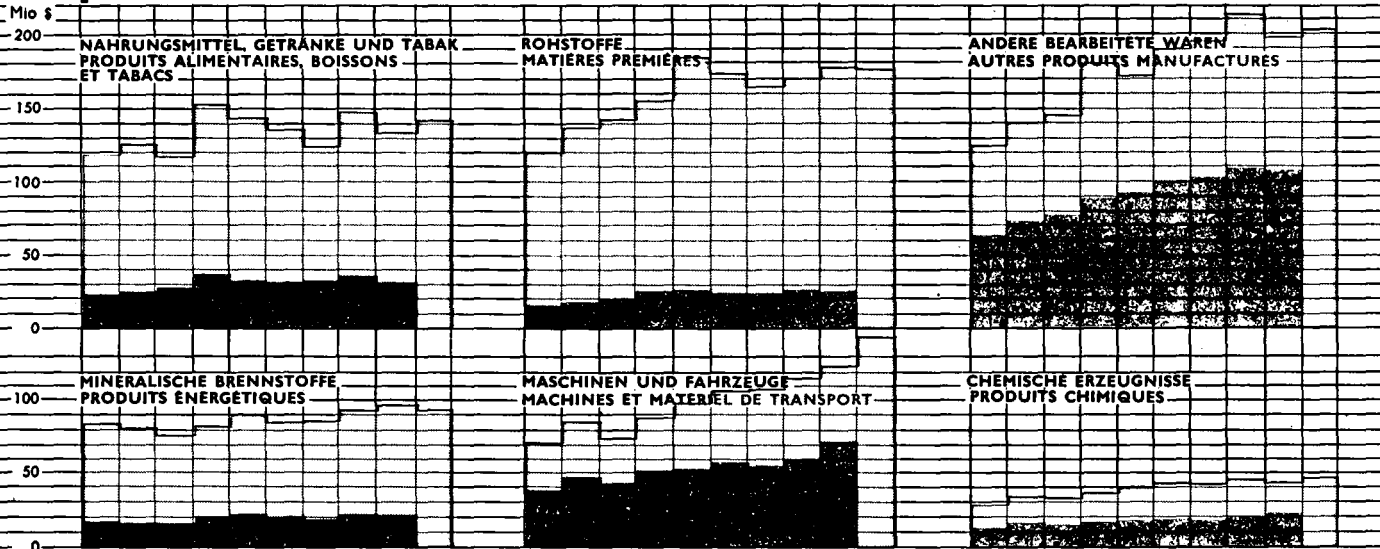 Mio $
200
150
100
50
0
NAHRUNGSMITTEL, GETRÄNKE UND TABAK
PRODUITS ALIMENTAIRES, BOISSONS
ET TABACS
ROHSTOFFE
MATIÈRES PREMIÈRES
ANDERE BEARBEITETE WAREN
AUTRES PRODUITS MANUFACTURES
100
50
0
MINERALISCHE BRENNSTOFFE
PRODUITS ÉNERGÉTIQUES
MASCHINEN UND FAHRZEUGE
MACHINES ET MATERIEL DE TRANSPORT
CHEMISCHE ERZEUGNISSE
PRODUITS CHIMIQUES